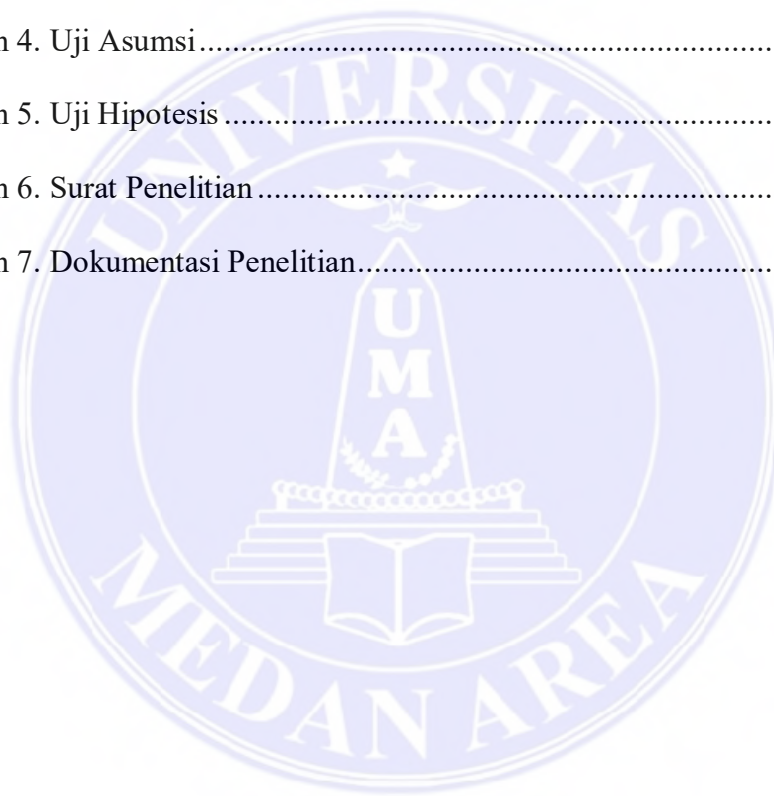 n 4. Uji Asumsi........................................................................
n 5. Uji Hipotesis.....................................................................
n 6. Surat Penelitian.................................................................
n 7. Dokumentasi Penelitian......................................................
UNIVERSITAS
UMA
MEDAN AREA